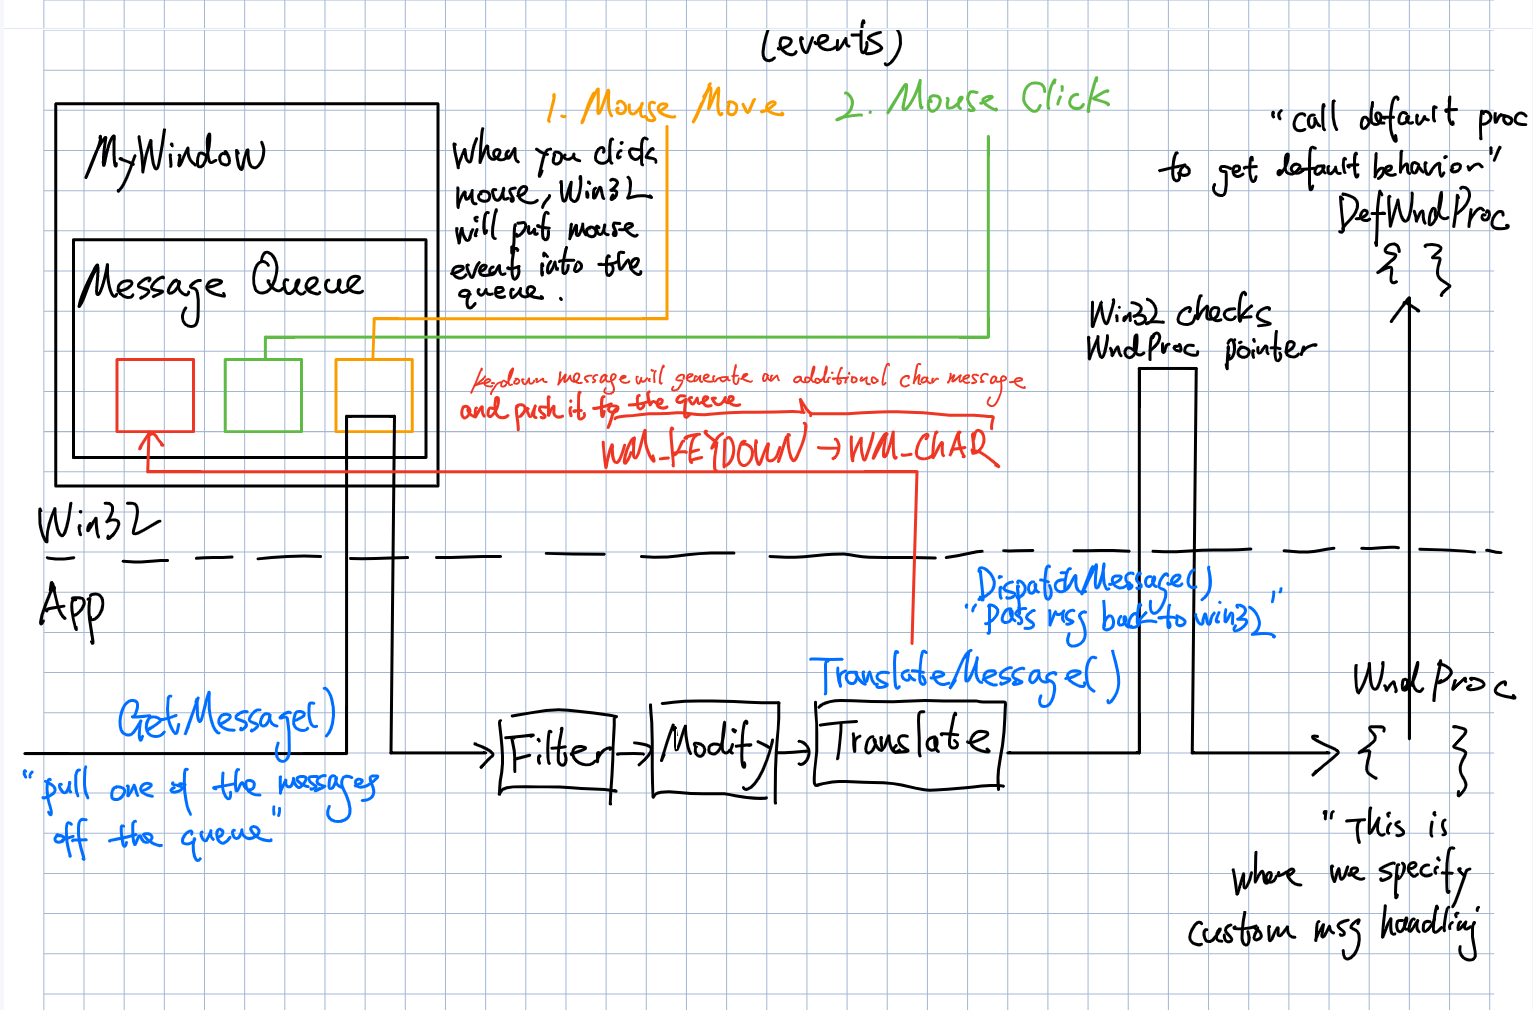 (events)
1. Mouse Move
2. Mouse Click
MyWindow
When you click
mouse, Win32
will put mouse
event into the
queue.
Message Queue
"call default proc
to get default behavior"
DefWndProc
{ }
Win32 checks
WndProc pointer
keydown message will generate an additional char message
and push it to the queue
WM_KEYDOWN → WM_CHAR
Win32
App
DispatchMessage()
"Pass msg back to win32"
TranslateMessage()
GetMessage()
"pull one of the messages
off the queue"
Filter
Modify
Translate
WndProc
{ }
"This is
where we specify
custom msg handling